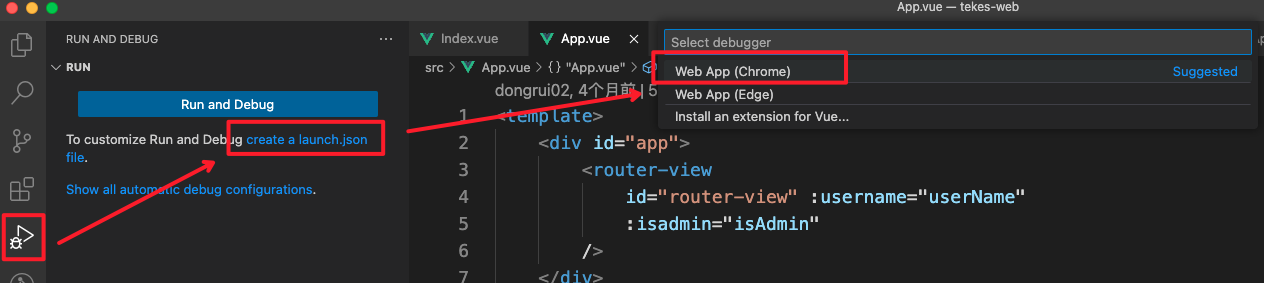 App.vue — tekes-web
RUN AND DEBUG
RUN
Run and Debug
To customize Run and Debug create a launch.json
file.
Show all automatic debug configurations.
Index.vue
App.vue
src > App.vue > {} "App.vue" >
Select debugger
Web App (Chrome) Suggested
Web App (Edge)
Install an extension for Vue...
dongrui02, 4个月前 | 5
1 <template>
2 <div id="app">
3 <router-view
4 id="router-view" :username="userName"
5 :isadmin="isAdmin"
6 />
7 </div>